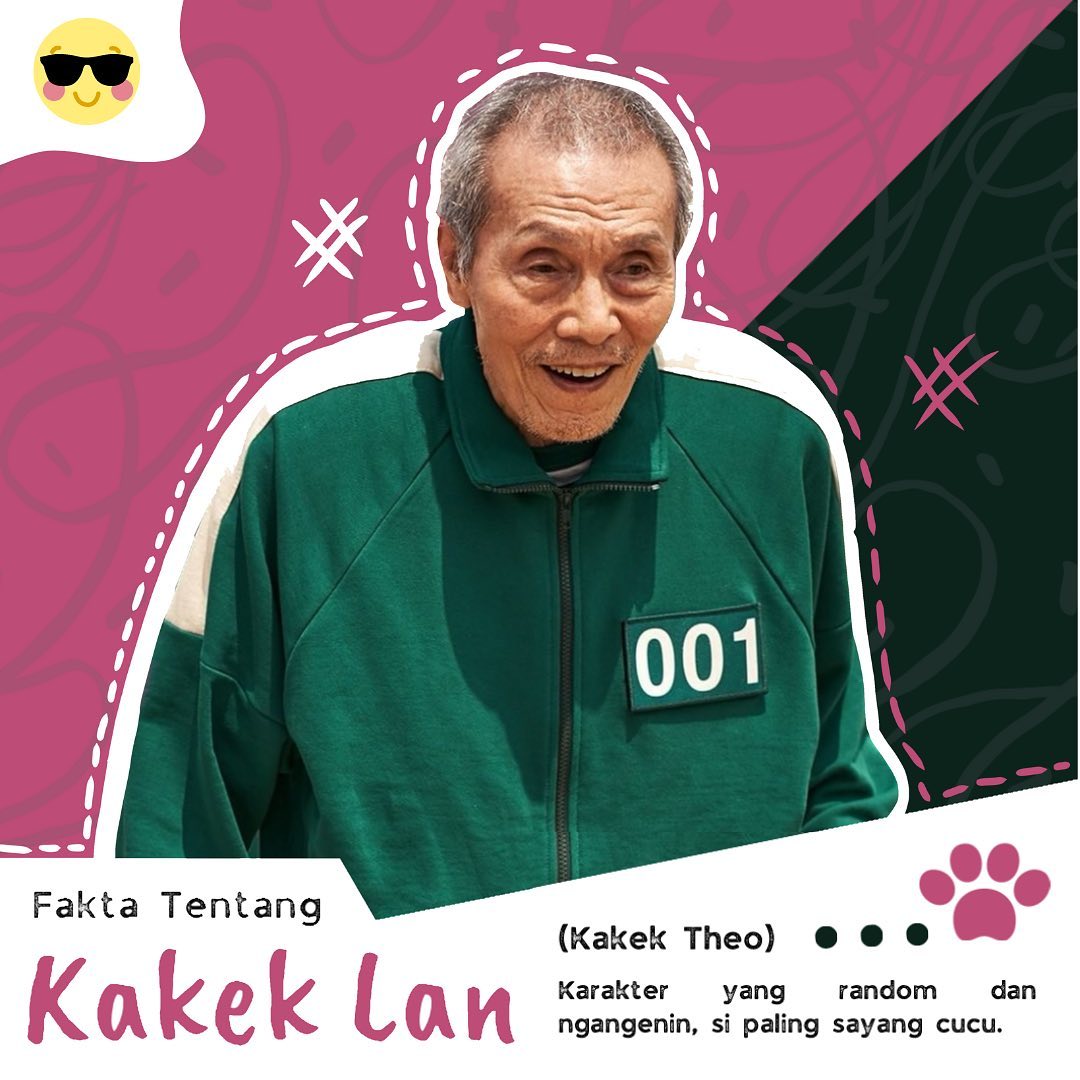 001
Fakta Tentang
Kakek Lan
(Kakek Theo)
Karakter yang random dan
ngangenin, si paling sayang cucu.